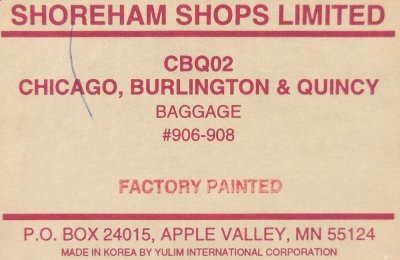 SHOREHAM SHOPS LIMITED
CBQ02
CHICAGO, BURLINGTON & QUINCY
BAGGAGE
#906-908
FACTORY PAINTED
P.O. BOX 24015, APPLE VALLEY, MN 55124
MADE IN KOREA BY YULIM INTERNATIONAL CORPORATION